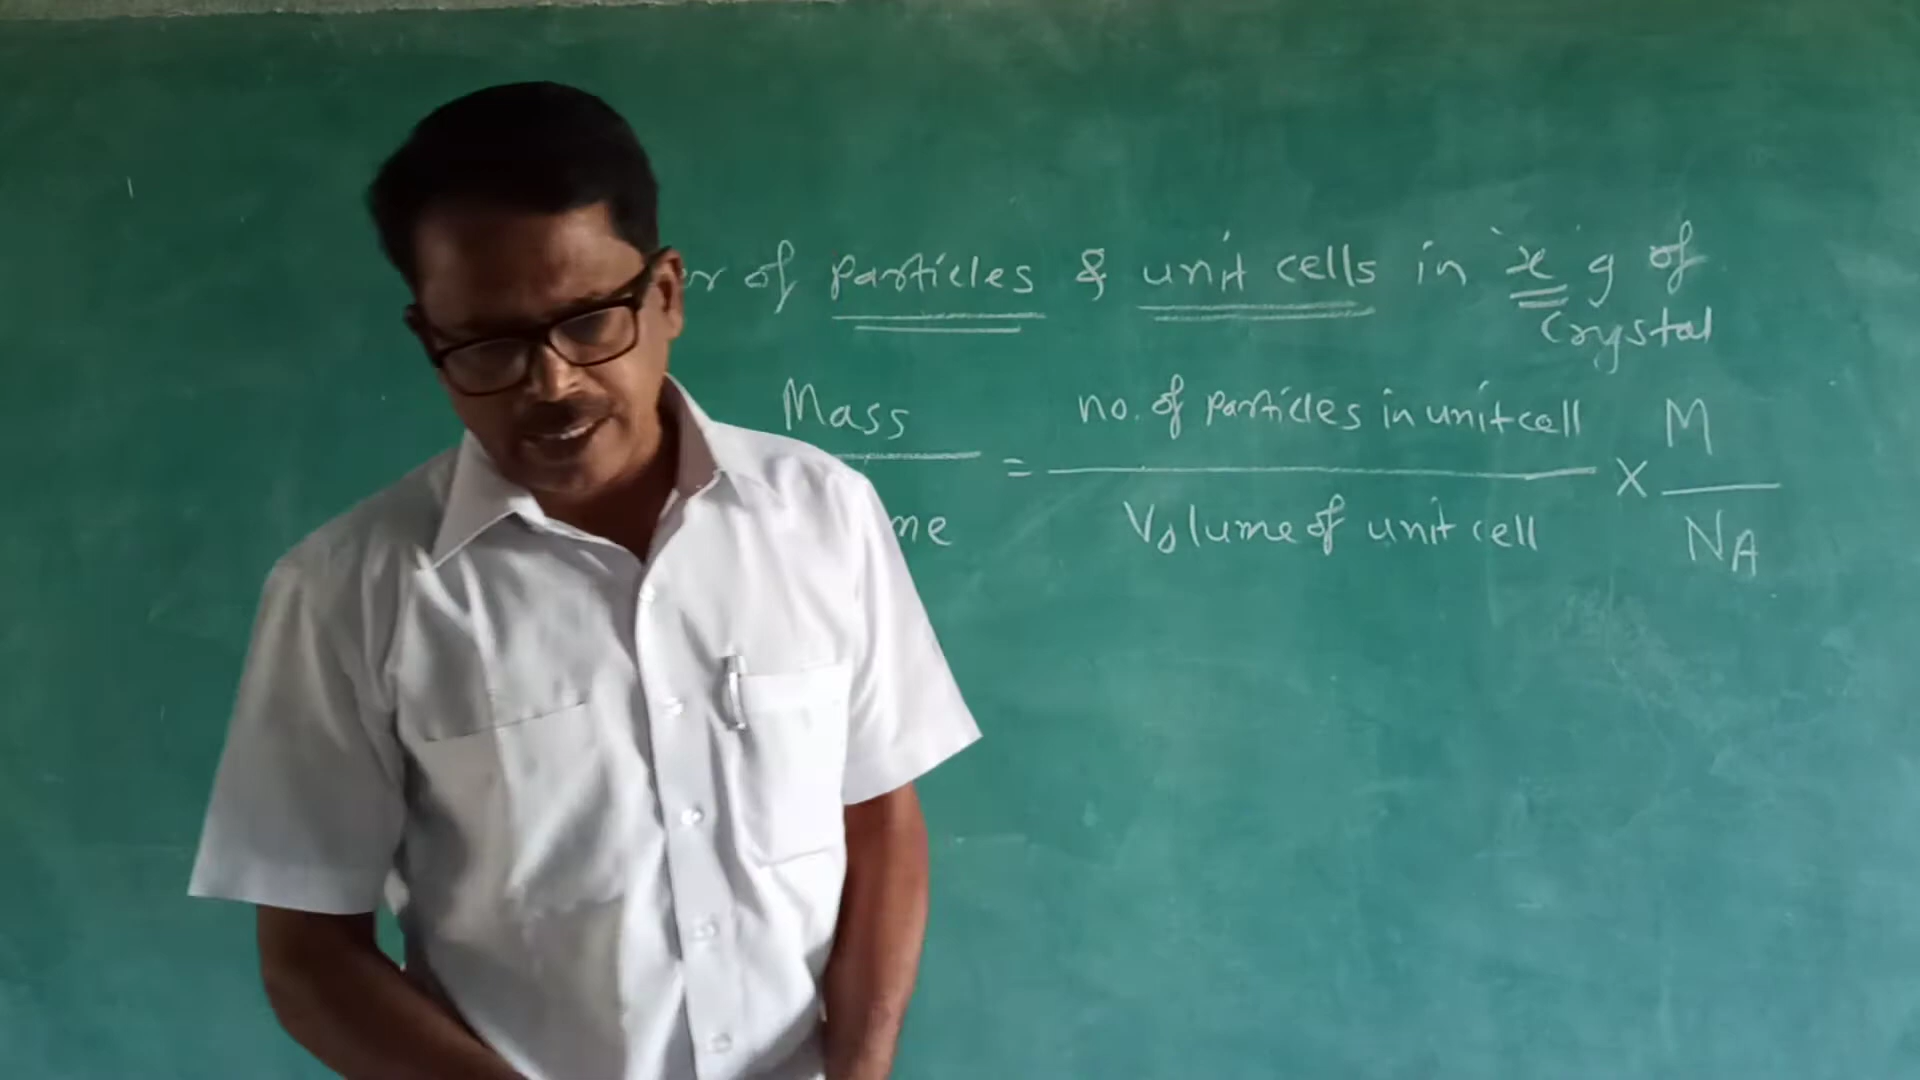 of particles & unit cells in 'x' g of
crystal
Mass = no. of particles in unit cell × M
Volume of unit cell NA